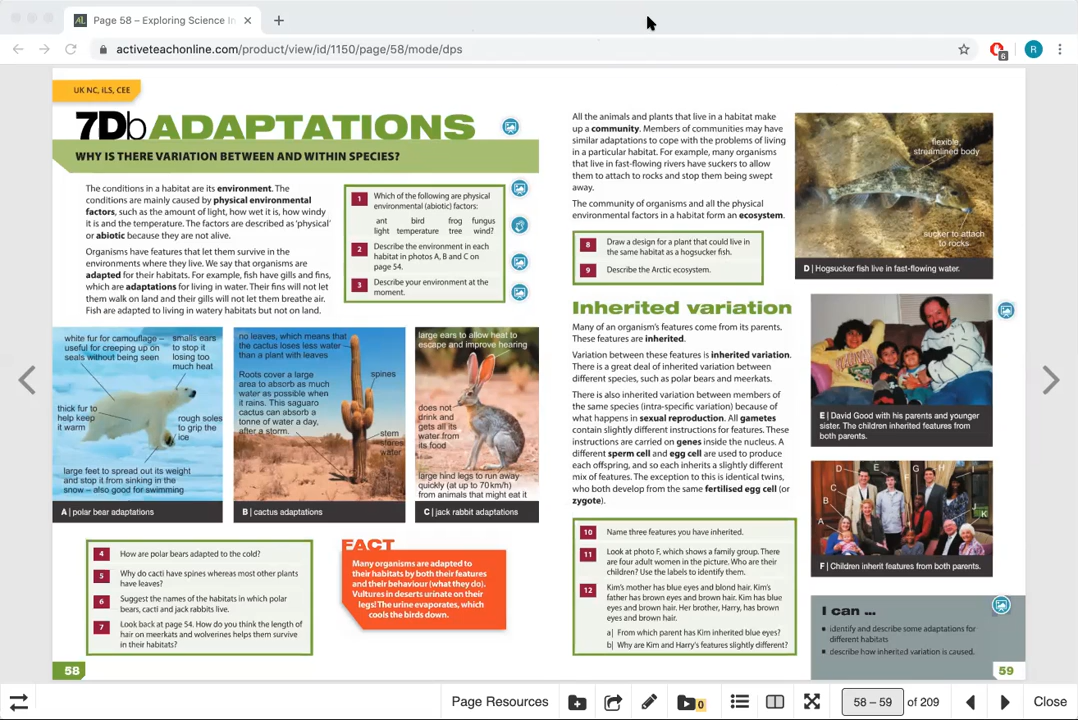 Page 58 – Exploring Science In
activeteachonline.com/product/view/id/1150/page/58/mode/dps
6
R
UK NC, iLS, CEE
7Db ADAPTATIONS
WHY IS THERE VARIATION BETWEEN AND WITHIN SPECIES?
The conditions in a habitat are its environment. The
conditions are mainly caused by physical environmental
factors, such as the amount of light, how wet it is, how windy
it is and the temperature. The factors are described as 'physical'
or abiotic because they are not alive.
Organisms have features that let them survive in the
environments where they live. We say that organisms are
adapted for their habitats. For example, fish have gills and fins,
which are adaptations for living in water. Their fins will not let
them walk on land and their gills will not let them breathe air.
Fish are adapted to living in watery habitats but not on land.
1 Which of the following are physical
environmental (abiotic) factors:
ant bird frog fungus
light temperature tree wind?
2 Describe the environment in each
habitat in photos A, B and C on
page 54.
3 Describe your environment at the
moment.
white fur for camouflage –
useful for creeping up on
seals without being seen
smalls ears
to stop it
losing too
much heat
thick fur to
help keep
it warm
rough soles
to grip the
ice
large feet to spread out its weight
and stop it from sinking in the
snow – also good for swimming
A | polar bear adaptations
no leaves, which means that
the cactus loses less water
than a plant with leaves
Roots cover a large
area to absorb as much
water as possible when
it rains. This saguaro
cactus can absorb a
tonne of water a day,
after a storm.
spines
stem
stores
water
B | cactus adaptations
large ears to allow heat to
escape and improve hearing
does not
drink and
gets all its
water from
its food
large hind legs to run away
quickly (at up to 70 km/h)
from animals that might eat it
C | jack rabbit adaptations
4 How are polar bears adapted to the cold?
5 Why do cacti have spines whereas most other plants
have leaves?
6 Suggest the names of the habitats in which polar
bears, cacti and jack rabbits live.
7 Look back at page 54. How do you think the length of
hair on meerkats and wolverines helps them survive
in their habitats?
FACT
Many organisms are adapted to
their habitats by both their features
and their behaviour (what they do).
Vultures in deserts urinate on their
legs! The urine evaporates, which
cools the birds down.
58
All the animals and plants that live in a habitat make
up a community. Members of communities may have
similar adaptations to cope with the problems of living
in a particular habitat. For example, many organisms
that live in fast-flowing rivers have suckers to allow
them to attach to rocks and stop them being swept
away.
The community of organisms and all the physical
environmental factors in a habitat form an ecosystem.
8 Draw a design for a plant that could live in
the same habitat as a hogsucker fish.
9 Describe the Arctic ecosystem.
Inherited variation
Many of an organism's features come from its parents.
These features are inherited.
Variation between these features is inherited variation.
There is a great deal of inherited variation between
different species, such as polar bears and meerkats.
There is also inherited variation between members of
the same species (intra-specific variation) because of
what happens in sexual reproduction. All gametes
contain slightly different instructions for features. These
instructions are carried on genes inside the nucleus. A
different sperm cell and egg cell are used to produce
each offspring, and so each inherits a slightly different
mix of features. The exception to this is identical twins,
who both develop from the same fertilised egg cell (or
zygote).
10 Name three features you have inherited.
11 Look at photo F, which shows a family group. There
are four adult women in the picture. Who are their
children? Use the labels to identify them.
12 Kim's mother has blue eyes and blond hair. Kim's
father has brown eyes and brown hair. Kim has blue
eyes and brown hair. Her brother, Harry, has brown
eyes and brown hair.
a| From which parent has Kim inherited blue eyes?
b| Why are Kim and Harry's features slightly different?
flexible,
streamlined body
sucker to attach
to rocks
D | Hogsucker fish live in fast-flowing water.
E | David Good with his parents and younger
sister. The children inherited features from
both parents.
D E F G H
C
B
A
I
J
K
F | Children inherit features from both parents.
I can ...
• identify and describe some adaptations for
different habitats
• describe how inherited variation is caused.
59
Page Resources
0
58 – 59 of 209
Close